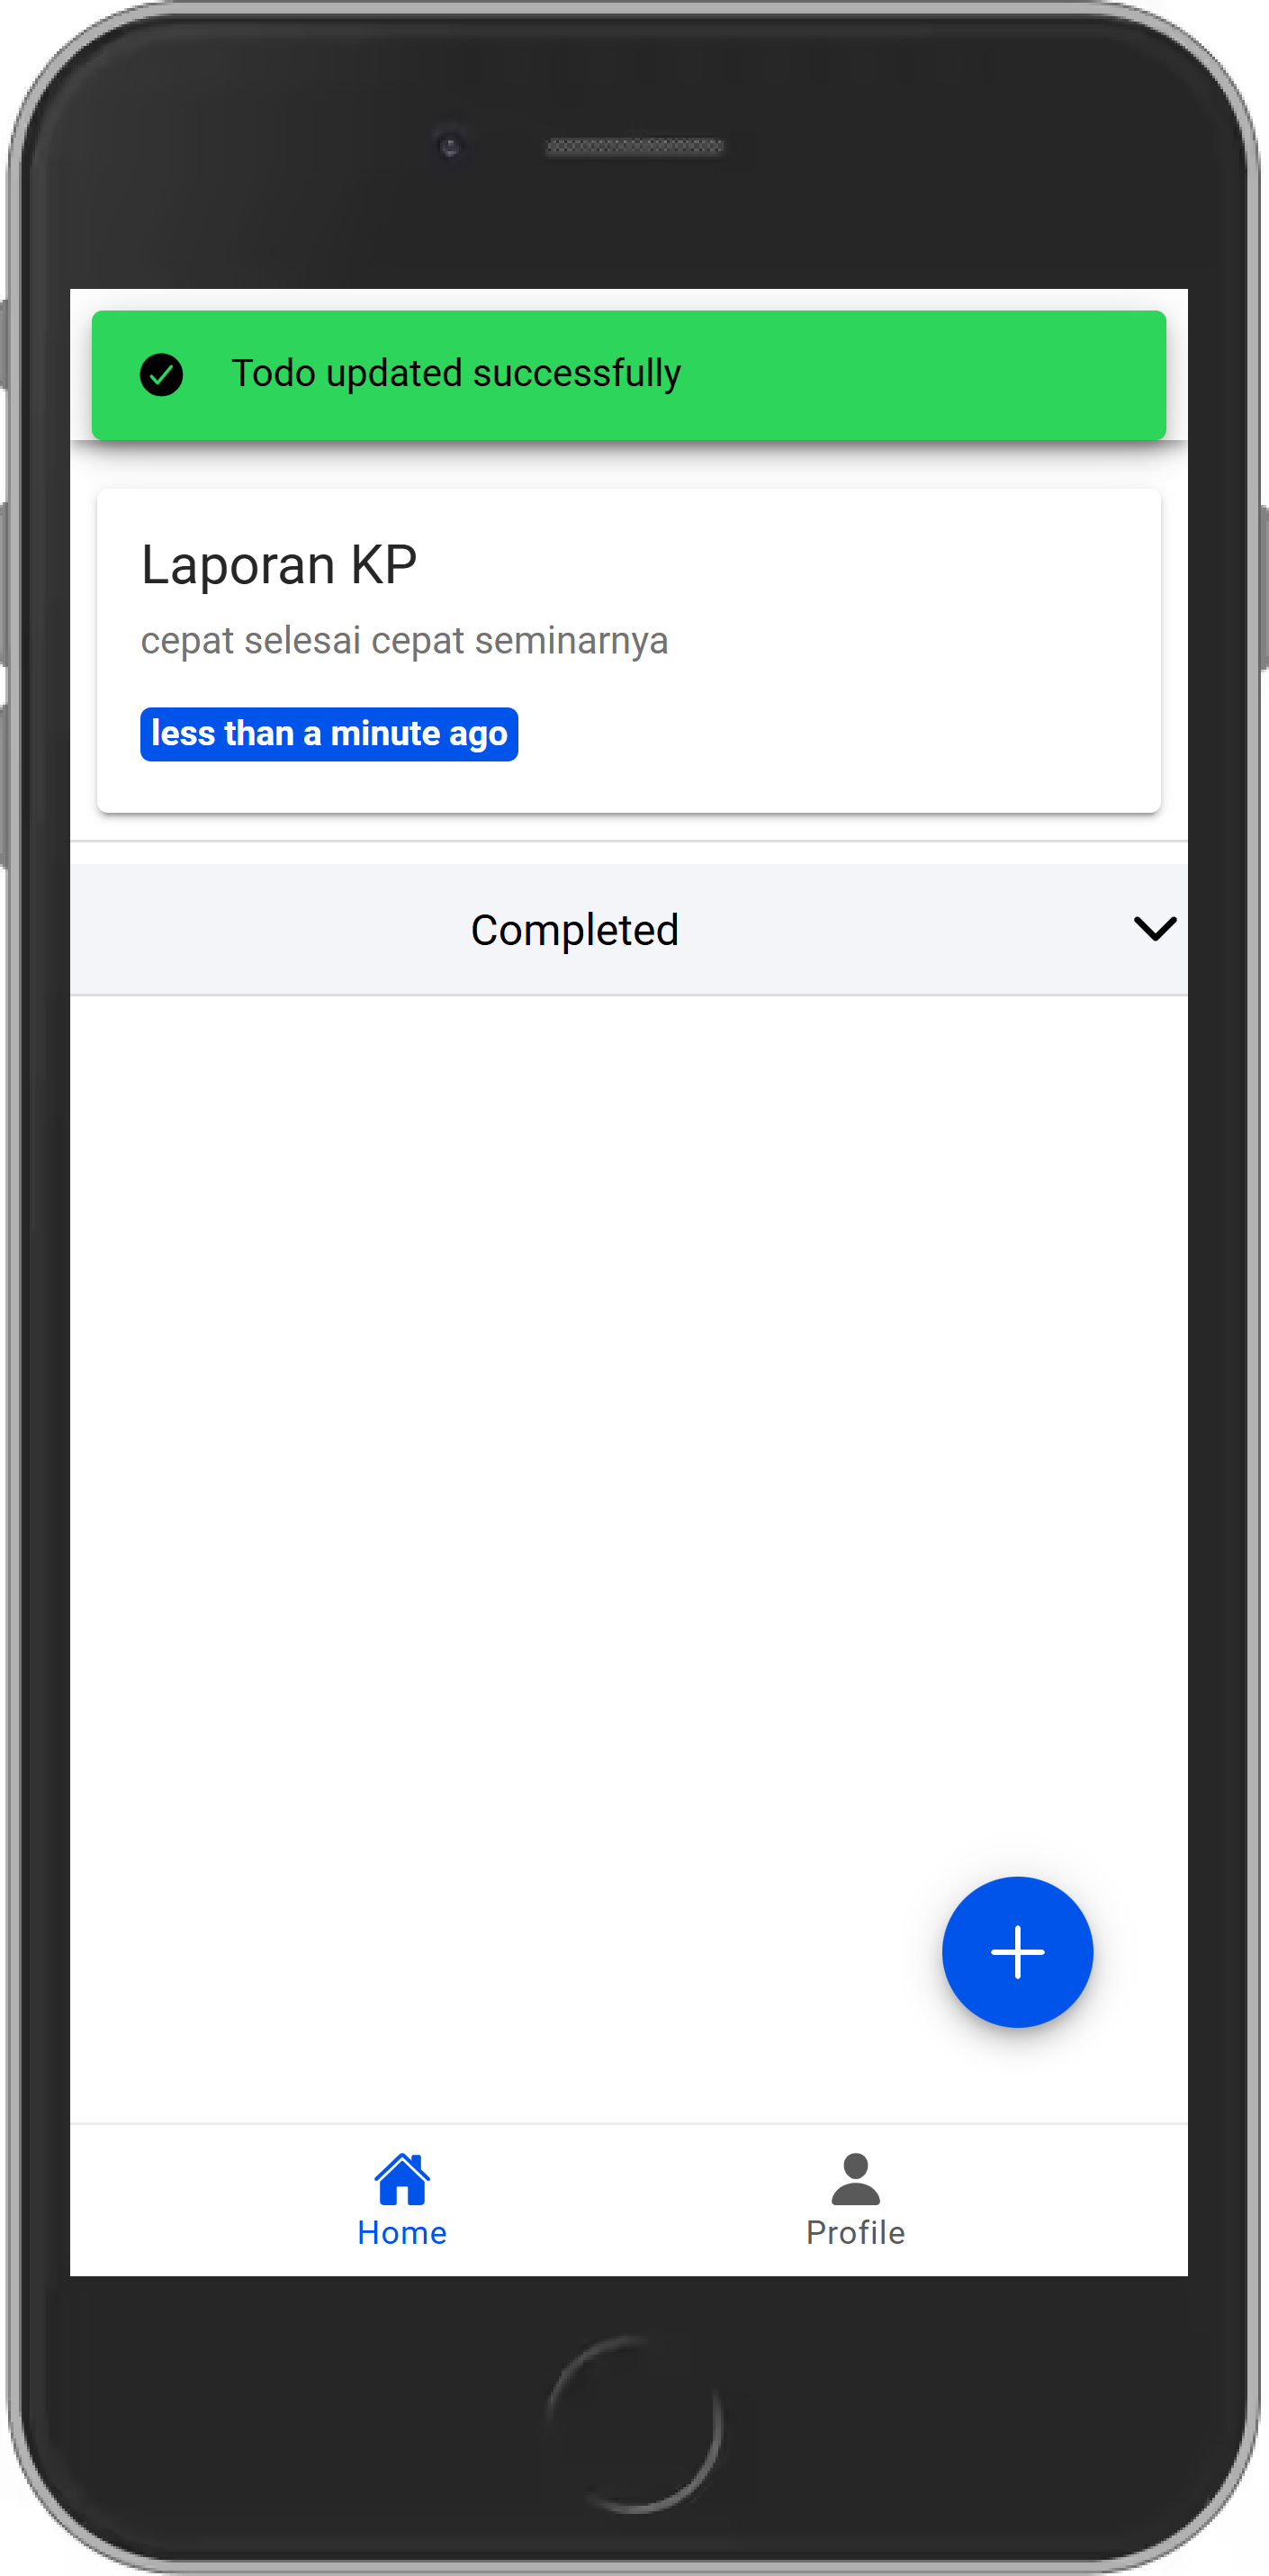 Todo updated successfully
Laporan KP
cepat selesai cepat seminarnya
less than a minute ago
Completed
Home
Profile